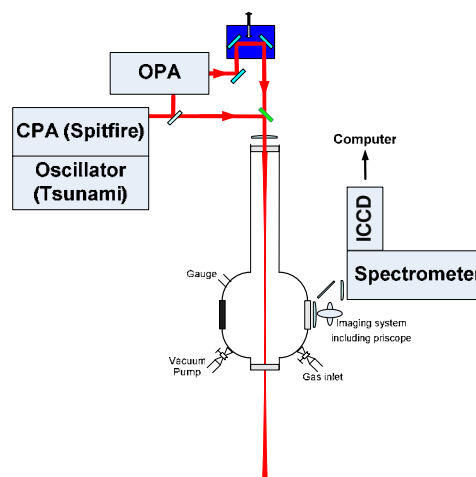 OPA
CPA (Spitfire)
Oscillator
(Tsunami)
Computer
ICCD
Spectrometer
Gauge
Imaging system
including priscope
Vacuum
Pump
Gas inlet